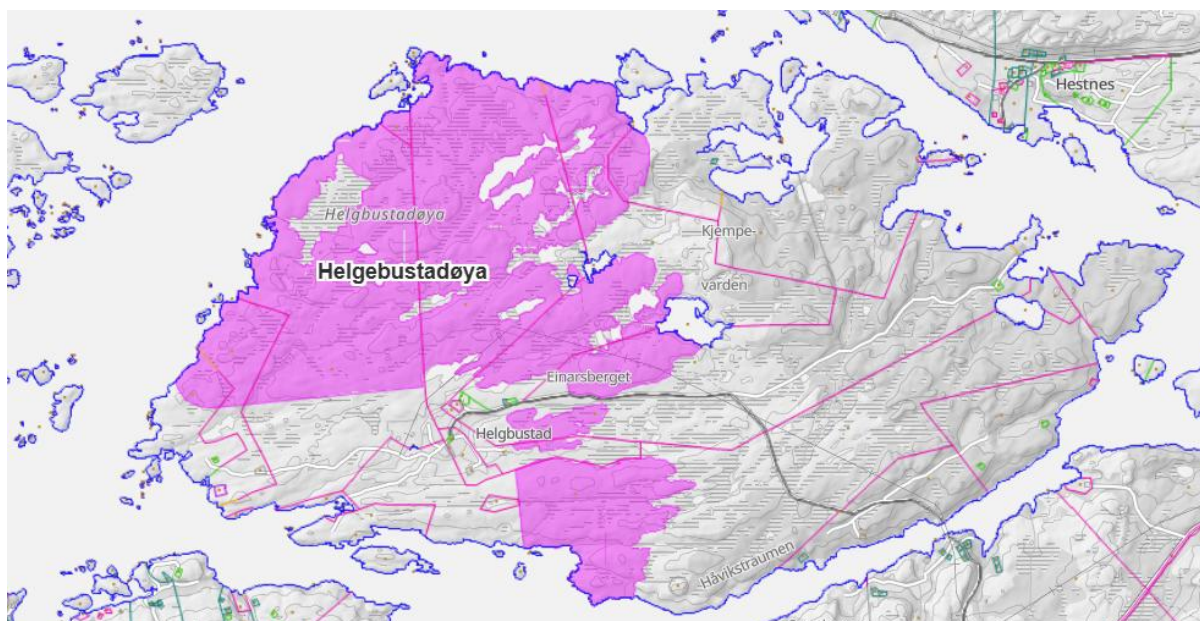 Hestnes
Helgbustadøya
Kjempe-
varden
Helgebustadøya
Einarsberget
Helgbustad
Håvikstraumen